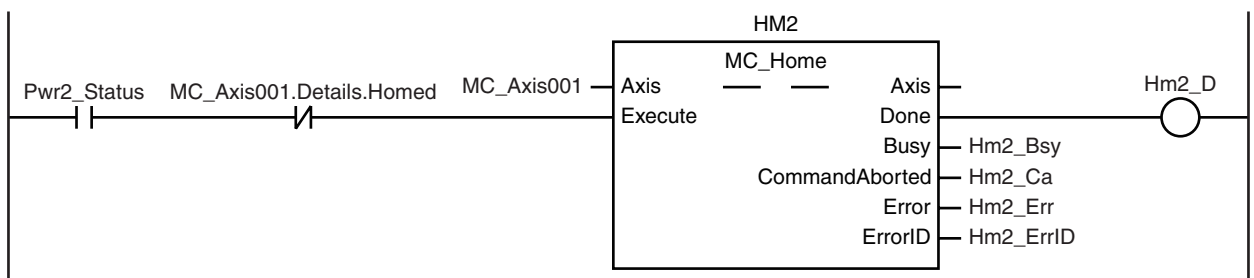 HM2
MC_Home
Pwr2_Status MC_Axis001.Details.Homed MC_Axis001 Axis Axis Hm2_D
Execute Done
Busy Hm2_Bsy
CommandAborted Hm2_Ca
Error Hm2_Err
ErrorID Hm2_ErrID